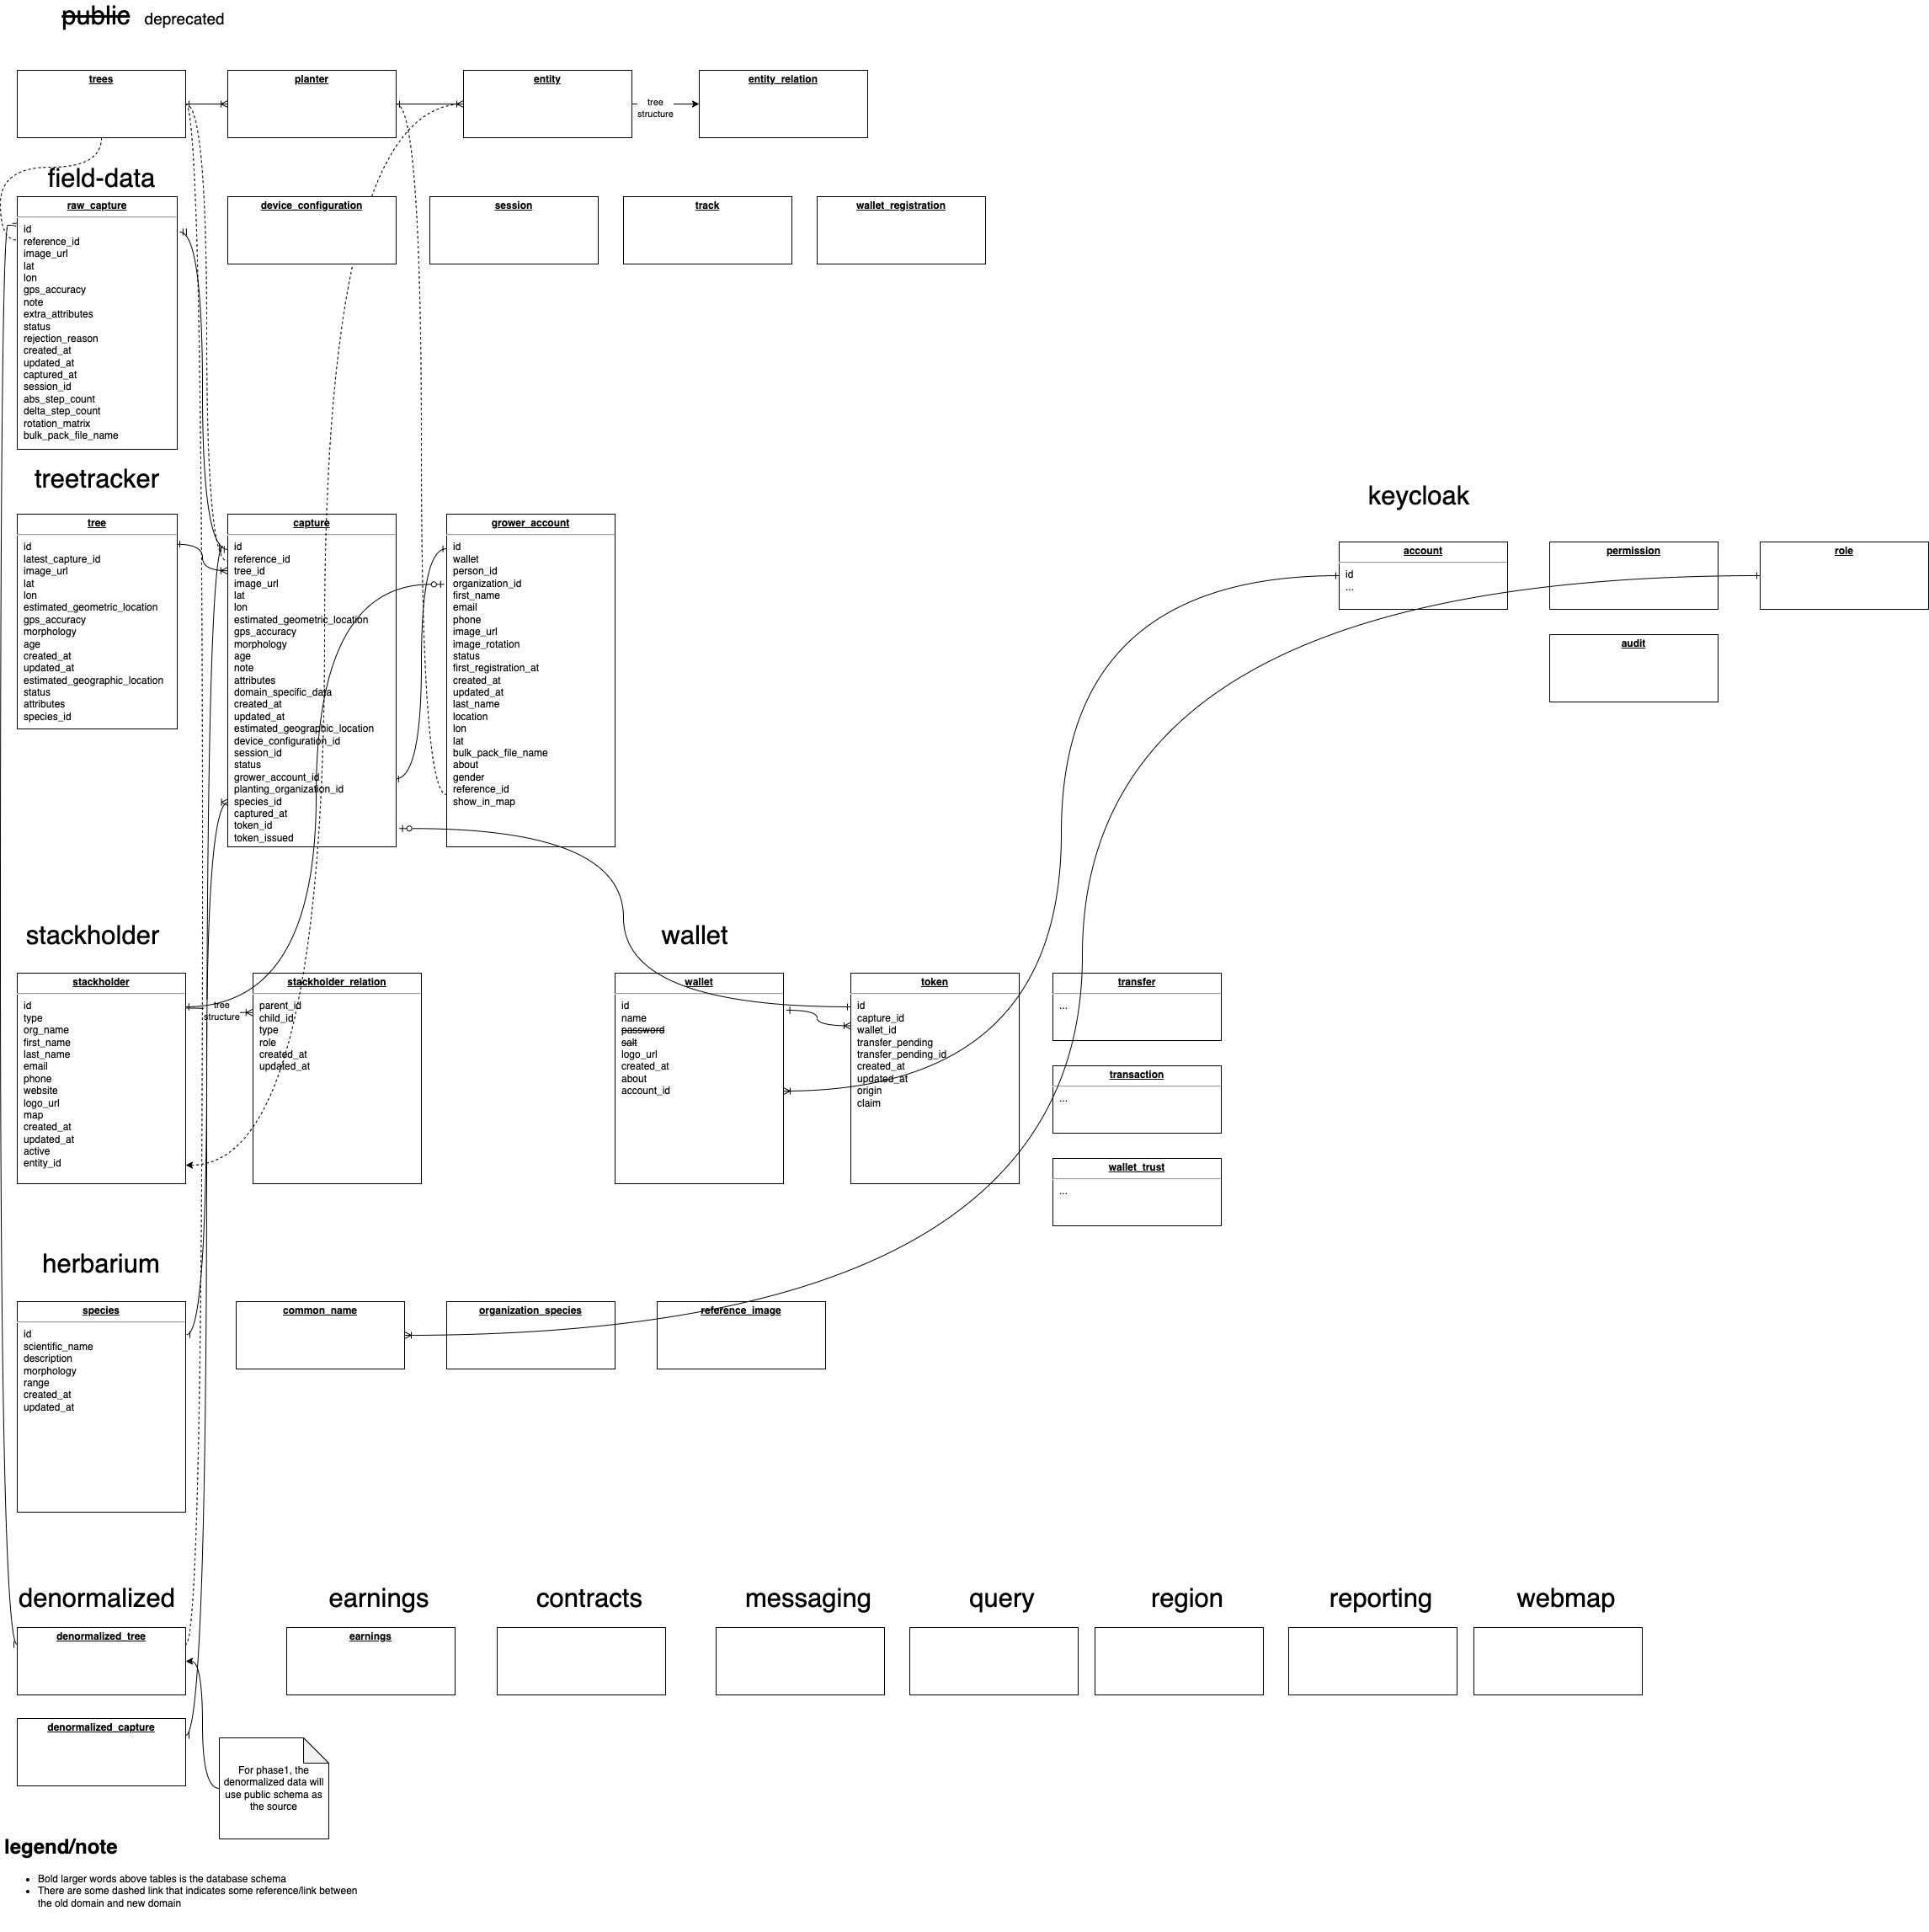 public deprecated
trees
planter
entity
entity_relation
tree
structure
field-data
raw_capture
id
reference_id
image_url
lat
lon
gps_accuracy
note
extra_attributes
status
rejection_reason
created_at
updated_at
captured_at
session_id
abs_step_count
delta_step_count
rotation_matrix
bulk_pack_file_name
device_configuration
session
track
wallet_registration
treetracker
tree
id
latest_capture_id
image_url
lat
lon
estimated_geometric_location
gps_accuracy
morphology
age
created_at
updated_at
estimated_geographic_location
status
attributes
species_id
capture
id
reference_id
tree_id
image_url
lat
lon
estimated_geometric_location
gps_accuracy
morphology
age
note
attributes
domain_specific_data
created_at
updated_at
estimated_geographic_location
device_configuration_id
session_id
status
grower_account_id
planting_organization_id
species_id
captured_at
token_id
token_issued
grower_account
id
wallet
person_id
organization_id
first_name
email
phone
image_url
image_rotation
status
first_registration_at
created_at
updated_at
last_name
location
lon
lat
bulk_pack_file_name
about
gender
reference_id
show_in_map
keycloak
account
id
...
permission
role
audit
stackholder
stackholder
id
type
org_name
first_name
last_name
email
phone
website
logo_url
map
created_at
updated_at
active
entity_id
tree
structure
stackholder_relation
parent_id
child_id
type
role
created_at
updated_at
wallet
wallet
id
name
password
salt
logo_url
created_at
about
account_id
token
id
capture_id
wallet_id
transfer_pending
transfer_pending_id
created_at
updated_at
origin
claim
transfer
...
transaction
...
wallet_trust
...
herbarium
species
id
scientific_name
description
morphology
range
created_at
updated_at
common_name
organization_species
reference_image
denormalized
denormalized_tree
denormalized_capture
For phase1, the
denormalized data will
use public schema as
the source
earnings
earnings
contracts
messaging
query
region
reporting
webmap
legend/note
• Bold larger words above tables is the database schema
• There are some dashed link that indicates some reference/link between
the old domain and new domain